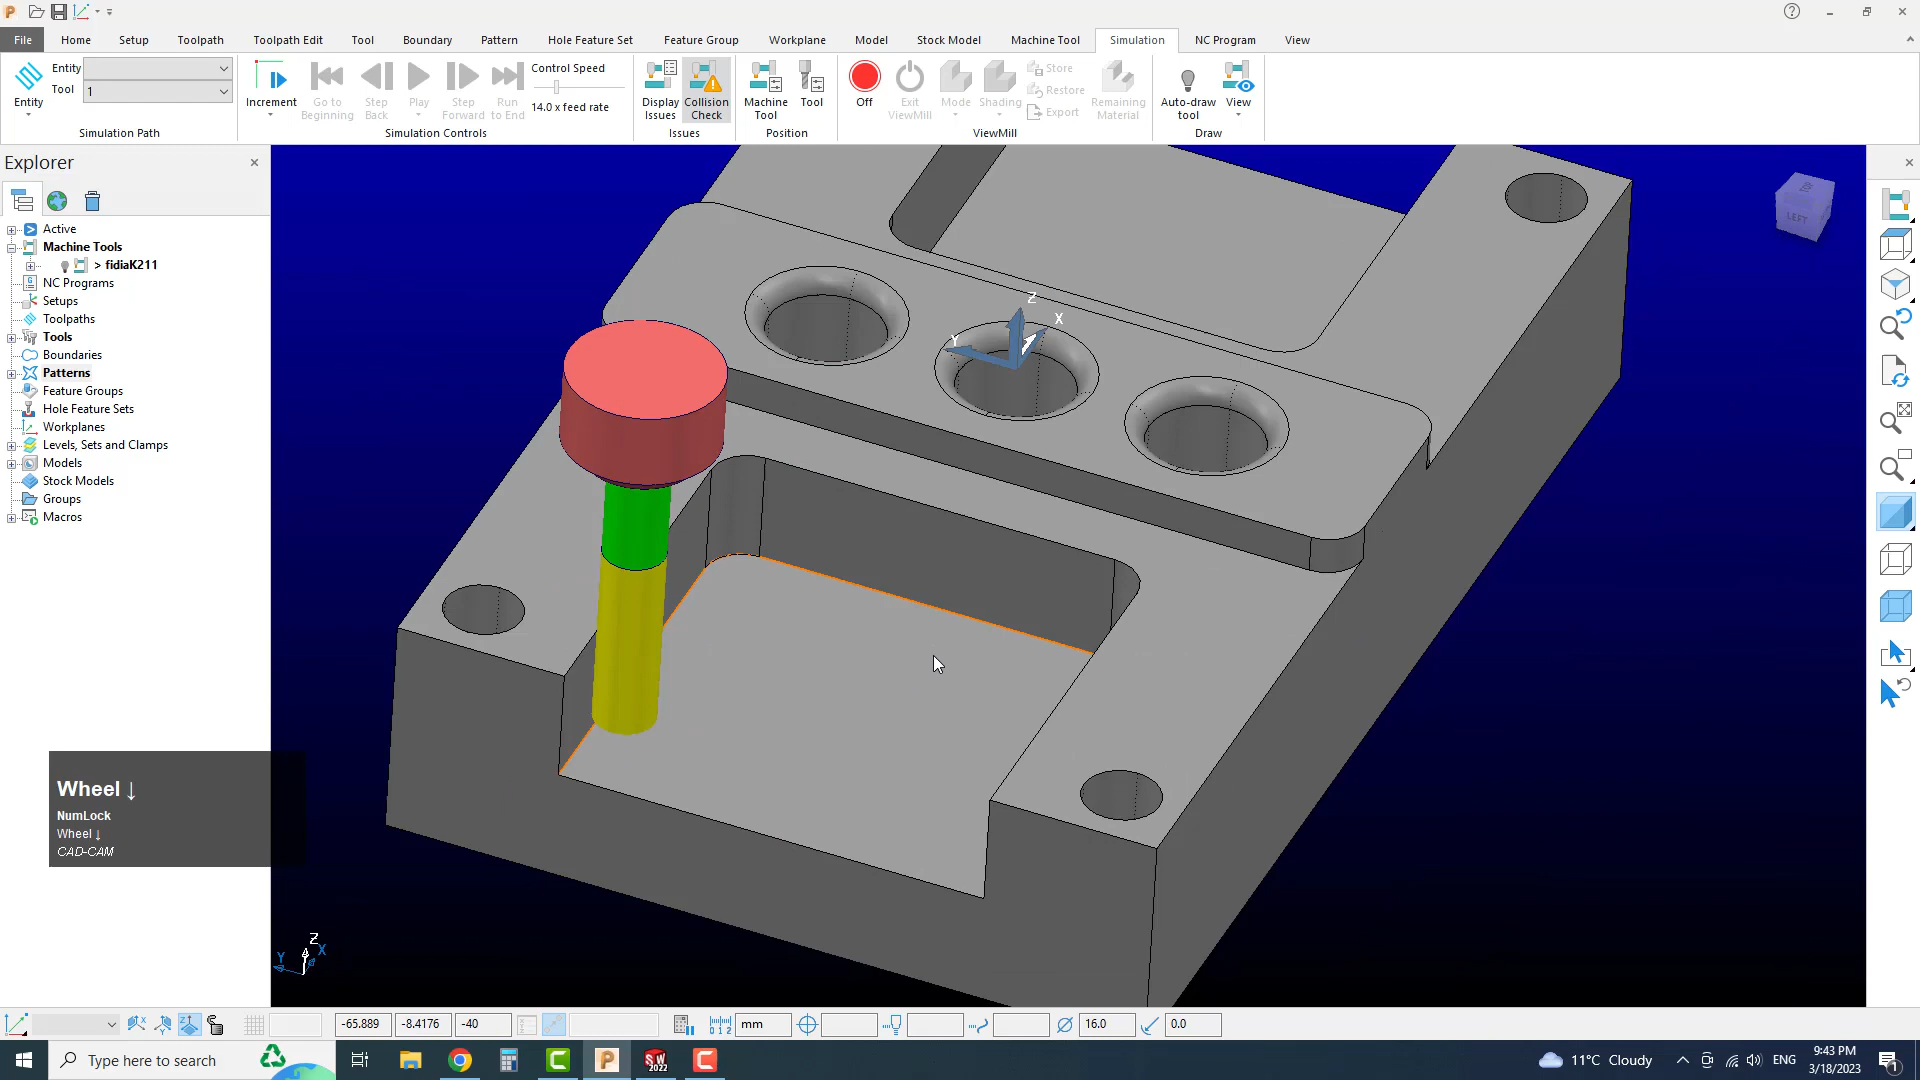 File
Home
Setup
Toolpath
Toolpath Edit
Tool
Boundary
Pattern
Hole Feature Set
Feature Group
Workplane
Model
Stock Model
Machine Tool
Simulation
NC Program
View
Entity
Entity
Tool
1
Simulation Path
Increment
Go to
Beginning
Step
Back
Play
Step
Forward
Run
to End
Control Speed
14.0 x feed rate
Simulation Controls
Display
Issues
Collision
Check
Issues
Machine
Tool
Tool
Position
Off
Exit
ViewMill
Mode
Shading
Store
Restore
Export
Remaining
Material
ViewMill
Auto-draw
tool
View
Draw
Explorer
Active
Machine Tools
> fidiaK211
NC Programs
Setups
Toolpaths
Tools
Boundaries
Patterns
Feature Groups
Hole Feature Sets
Workplanes
Levels, Sets and Clamps
Models
Stock Models
Groups
Macros
Wheel ↓
NumLock
Wheel ↓
CAD-CAM
Z
X
Y
TOP
LEFT
Z
Y
X
-65.889
-8.4176
-40
mm
16.0
0.0
Type here to search
SW
2022
11°C Cloudy
ENG
9:43 PM
3/18/2023
1